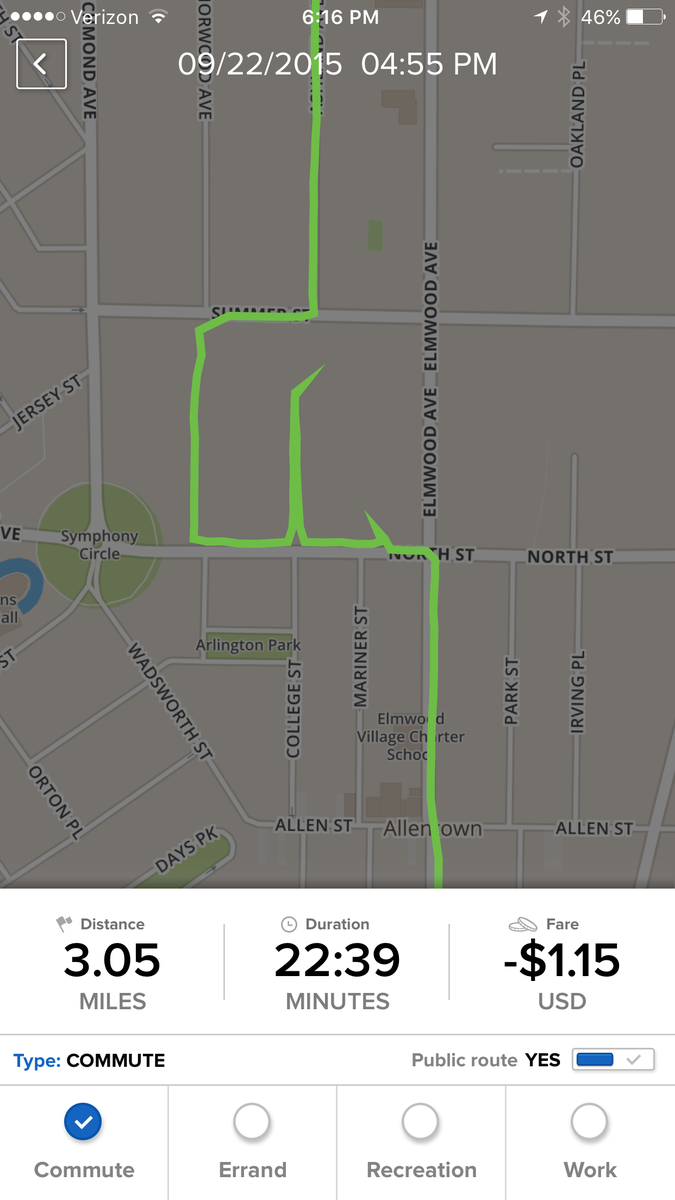 Verizon 6:16 PM 46%
09/22/2015 04:55 PM
ST
CHMOND AVE
NORWOOD AVE
OAKLAND PL
ELMWOOD AVE
ELMWOOD AVE
SUMMER ST
JERSEY ST
VE
Symphony
Circle
NORTH ST
NORTH ST
ns
all
ST
Arlington Park
WADSWORTH ST
COLLEGE ST
MARINER ST
PARK ST
IRVING PL
Elmwood
Village Charter
School
ORTON PL
ALLEN ST
Allentown
ALLEN ST
DAYS PK
Distance
3.05
MILES
Duration
22:39
MINUTES
Fare
-$1.15
USD
Type: COMMUTE
Public route YES
Commute
Errand
Recreation
Work